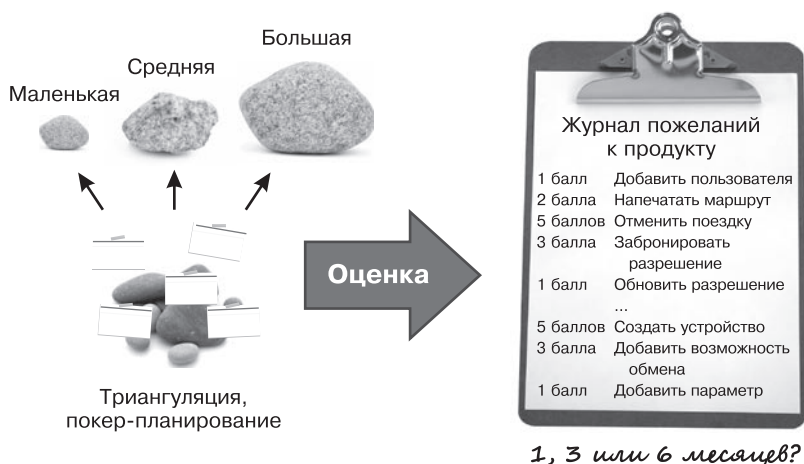 Большая
Средняя
Маленькая
Оценка
Триангуляция,
покер-планирование
Журнал пожеланий
к продукту
1 балл Добавить пользователя
2 балла Напечатать маршрут
5 баллов Отменить поездку
3 балла Забронировать
разрешение
1 балл Обновить разрешение
...
5 баллов Создать устройство
3 балла Добавить возможность
обмена
1 балл Добавить параметр
1, 3 или 6 месяцев?